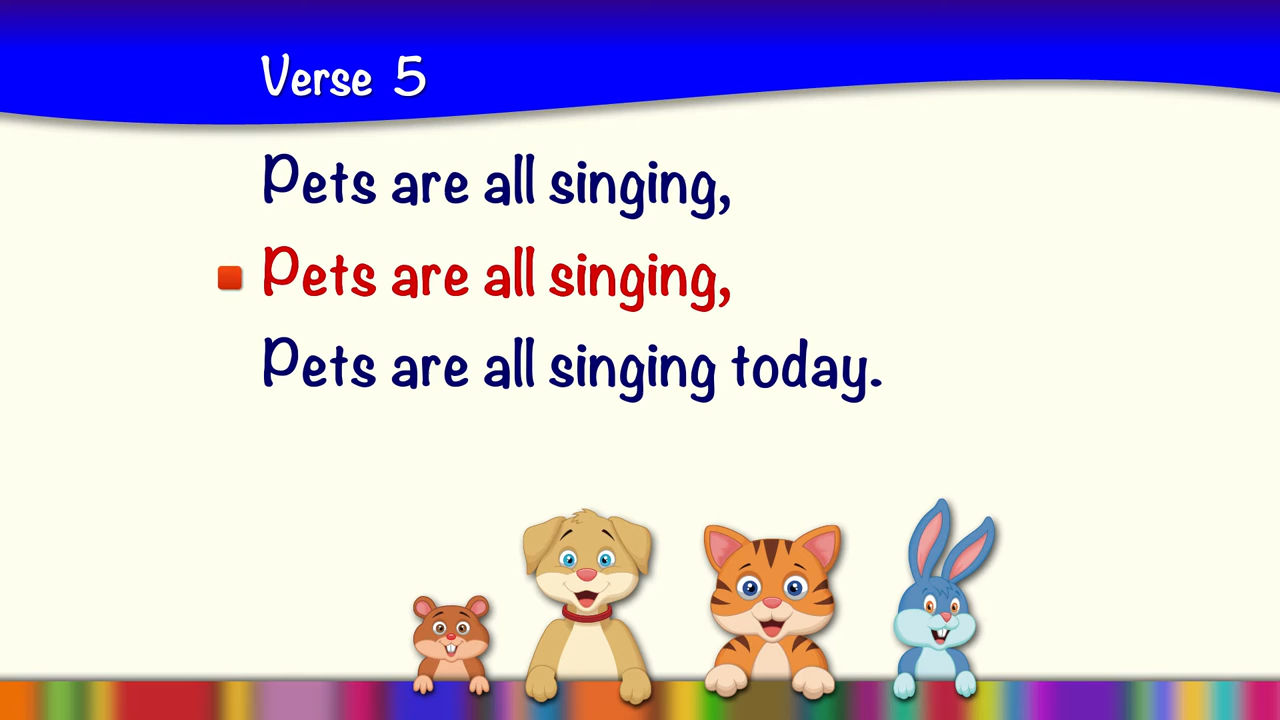 Verse 5
Pets are all singing,
Pets are all singing,
Pets are all singing today.